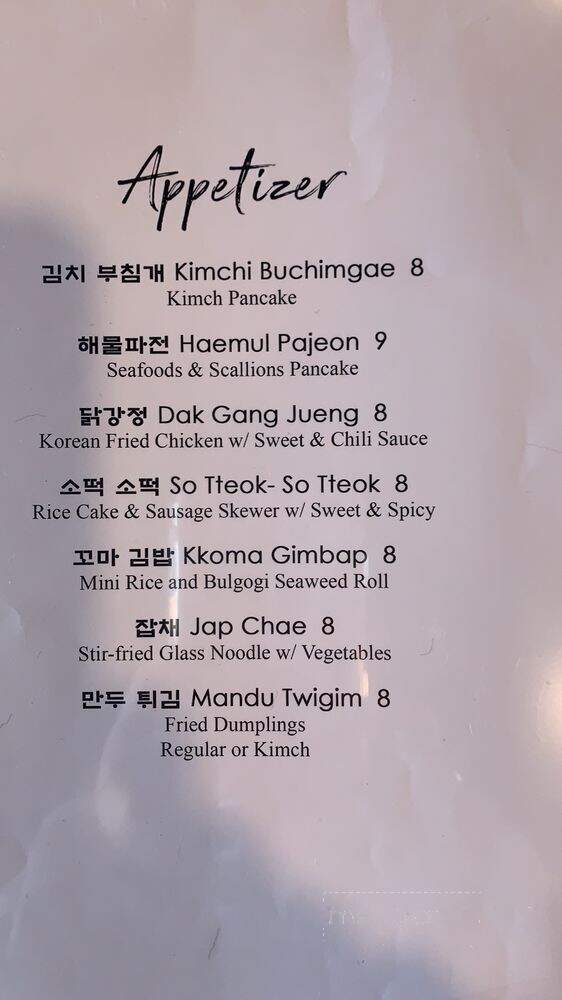 Appetizer
김치 부침개 Kimchi Buchimgae 8
Kimch Pancake
해물파전 Haemul Pajeon 9
Seafoods & Scallions Pancake
닭강정 Dak Gang Jueng 8
Korean Fried Chicken w/ Sweet & Chili Sauce
소떡 소떡 So Tteok- So Tteok 8
Rice Cake & Sausage Skewer w/ Sweet & Spicy
꼬마 김밥 Kkoma Gimbap 8
Mini Rice and Bulgogi Seaweed Roll
잡채 Jap Chae 8
Stir-fried Glass Noodle w/ Vegetables
만두 튀김 Mandu Twigim 8
Fried Dumplings
Regular or Kimch